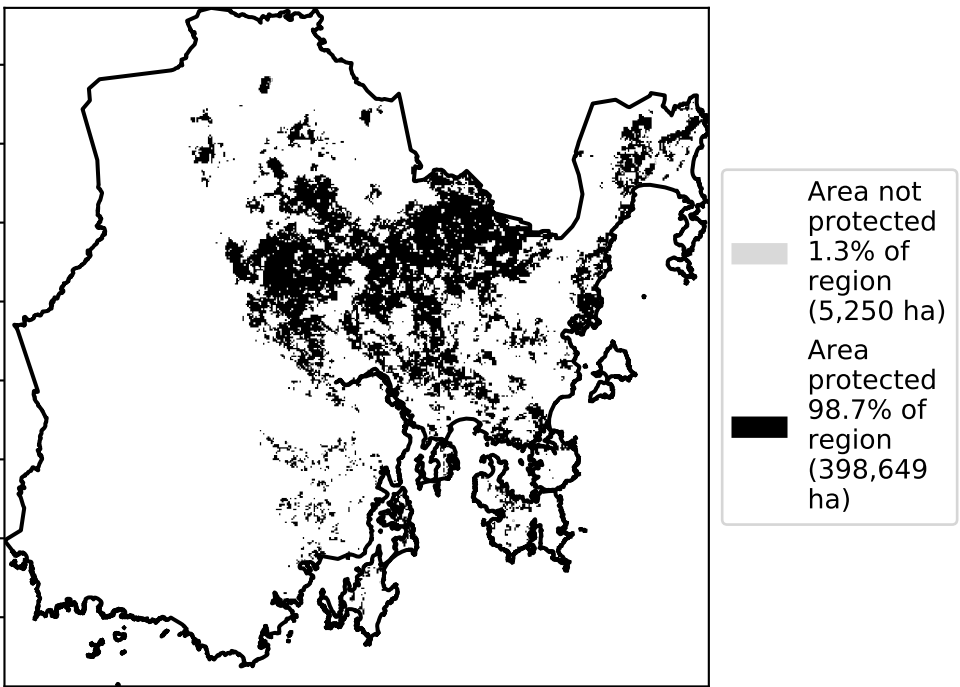 Area not
protected
1.3% of
region
(5,250 ha)
Area
protected
98.7% of
region
(398,649
ha)